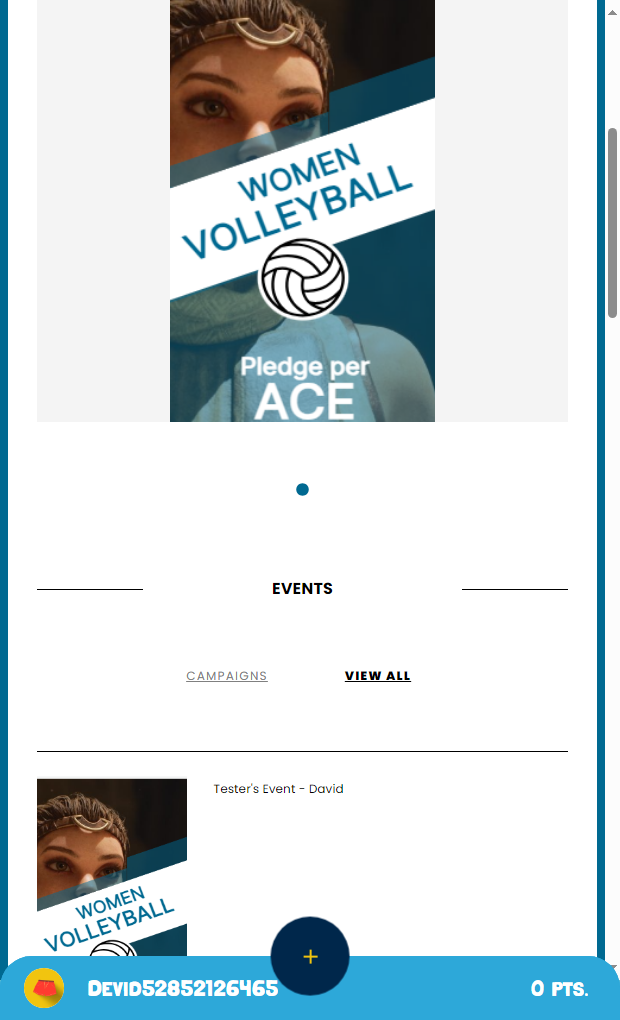 WOMEN
VOLLEYBALL
Pledge per
ACE
EVENTS
CAMPAIGNS VIEW ALL
Tester's Event - David
WOMEN
VOLLEYBALL
+
Devid52852126465 0 pts.